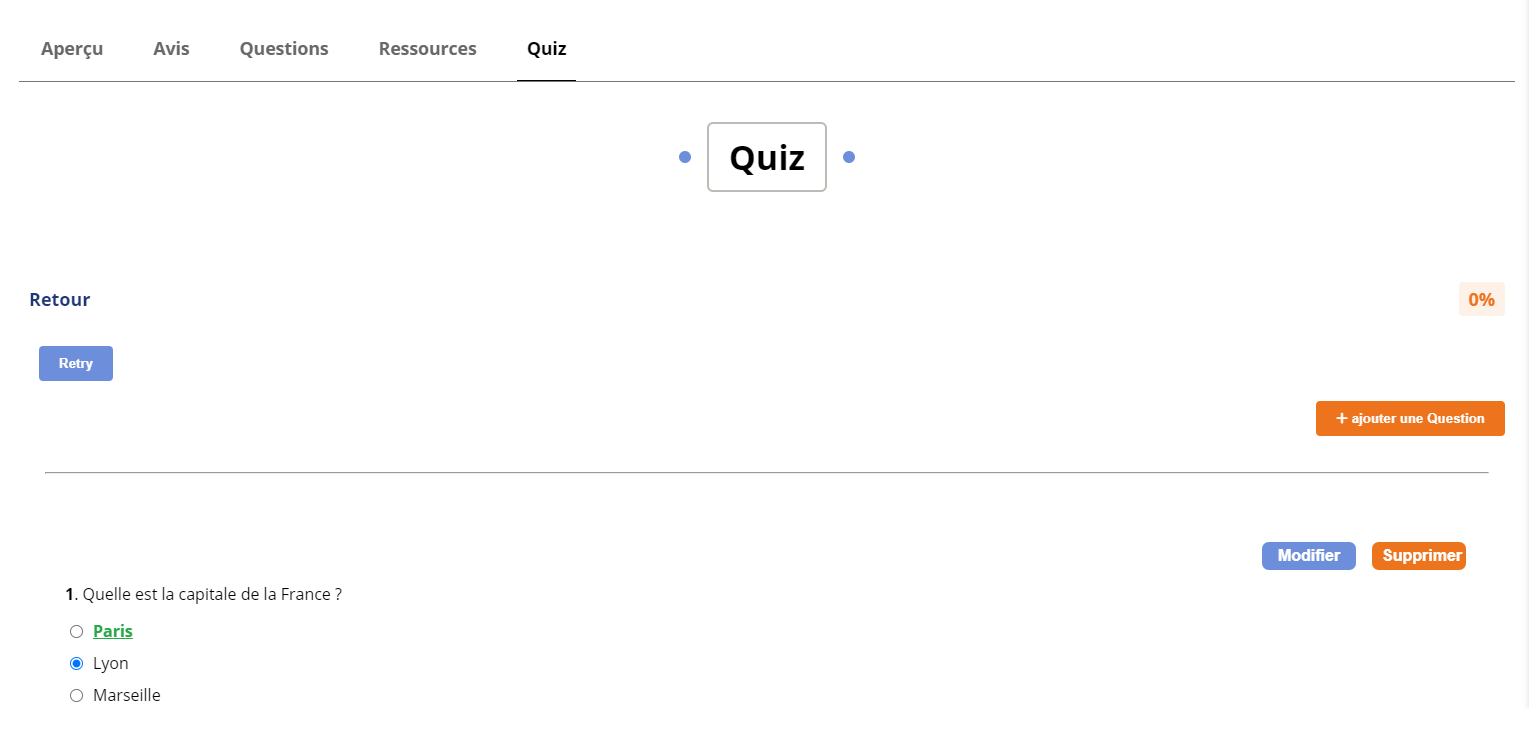 Aperçu Avis Questions Ressources Quiz
Quiz
Retour 0%
Retry
+ ajouter une Question
Modifier Supprimer
1. Quelle est la capitale de la France ?
Paris
Lyon
Marseille